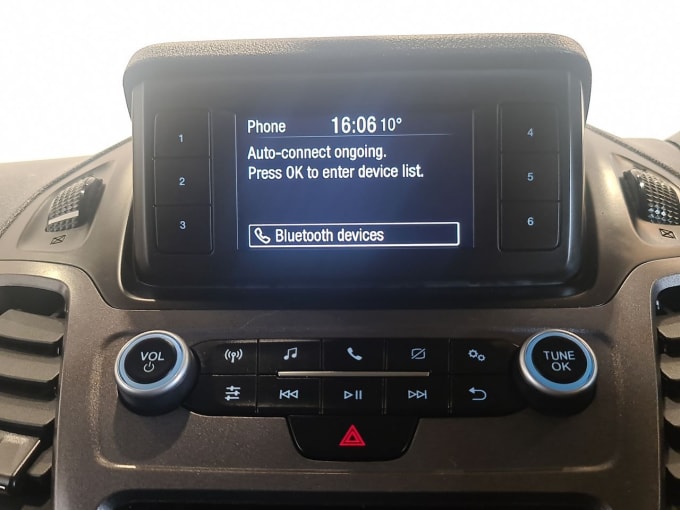 Phone 16:06 10°
Auto-connect ongoing.
Press OK to enter device list.
Bluetooth devices
1
2
3
4
5
6
VOL
TUNE
OK